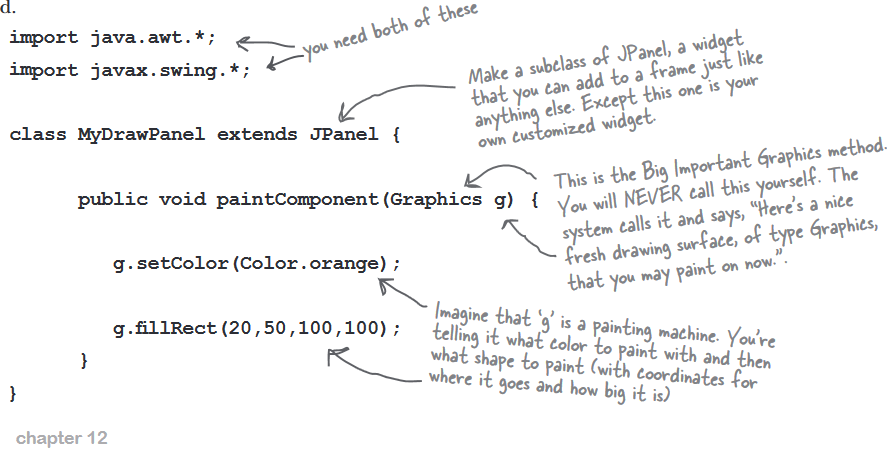 d.
import java.awt.*;
you need both of these
import javax.swing.*;
Make a subclass of JPanel, a widget
that you can add to a frame just like
anything else. Except this one is your
own customized widget.
class MyDrawPanel extends JPanel {
This is the Big Important Graphics method.
You will NEVER call this yourself. The
system calls it and says, “Here’s a nice
fresh drawing surface, of type Graphics,
that you may paint on now.”.
public void paintComponent(Graphics g) {
g.setColor(Color.orange);
Imagine that ‘g’ is a painting machine. You’re
telling it what color to paint with and then
what shape to paint (with coordinates for
where it goes and how big it is)
g.fillRect(20,50,100,100);
}
}
chapter 12